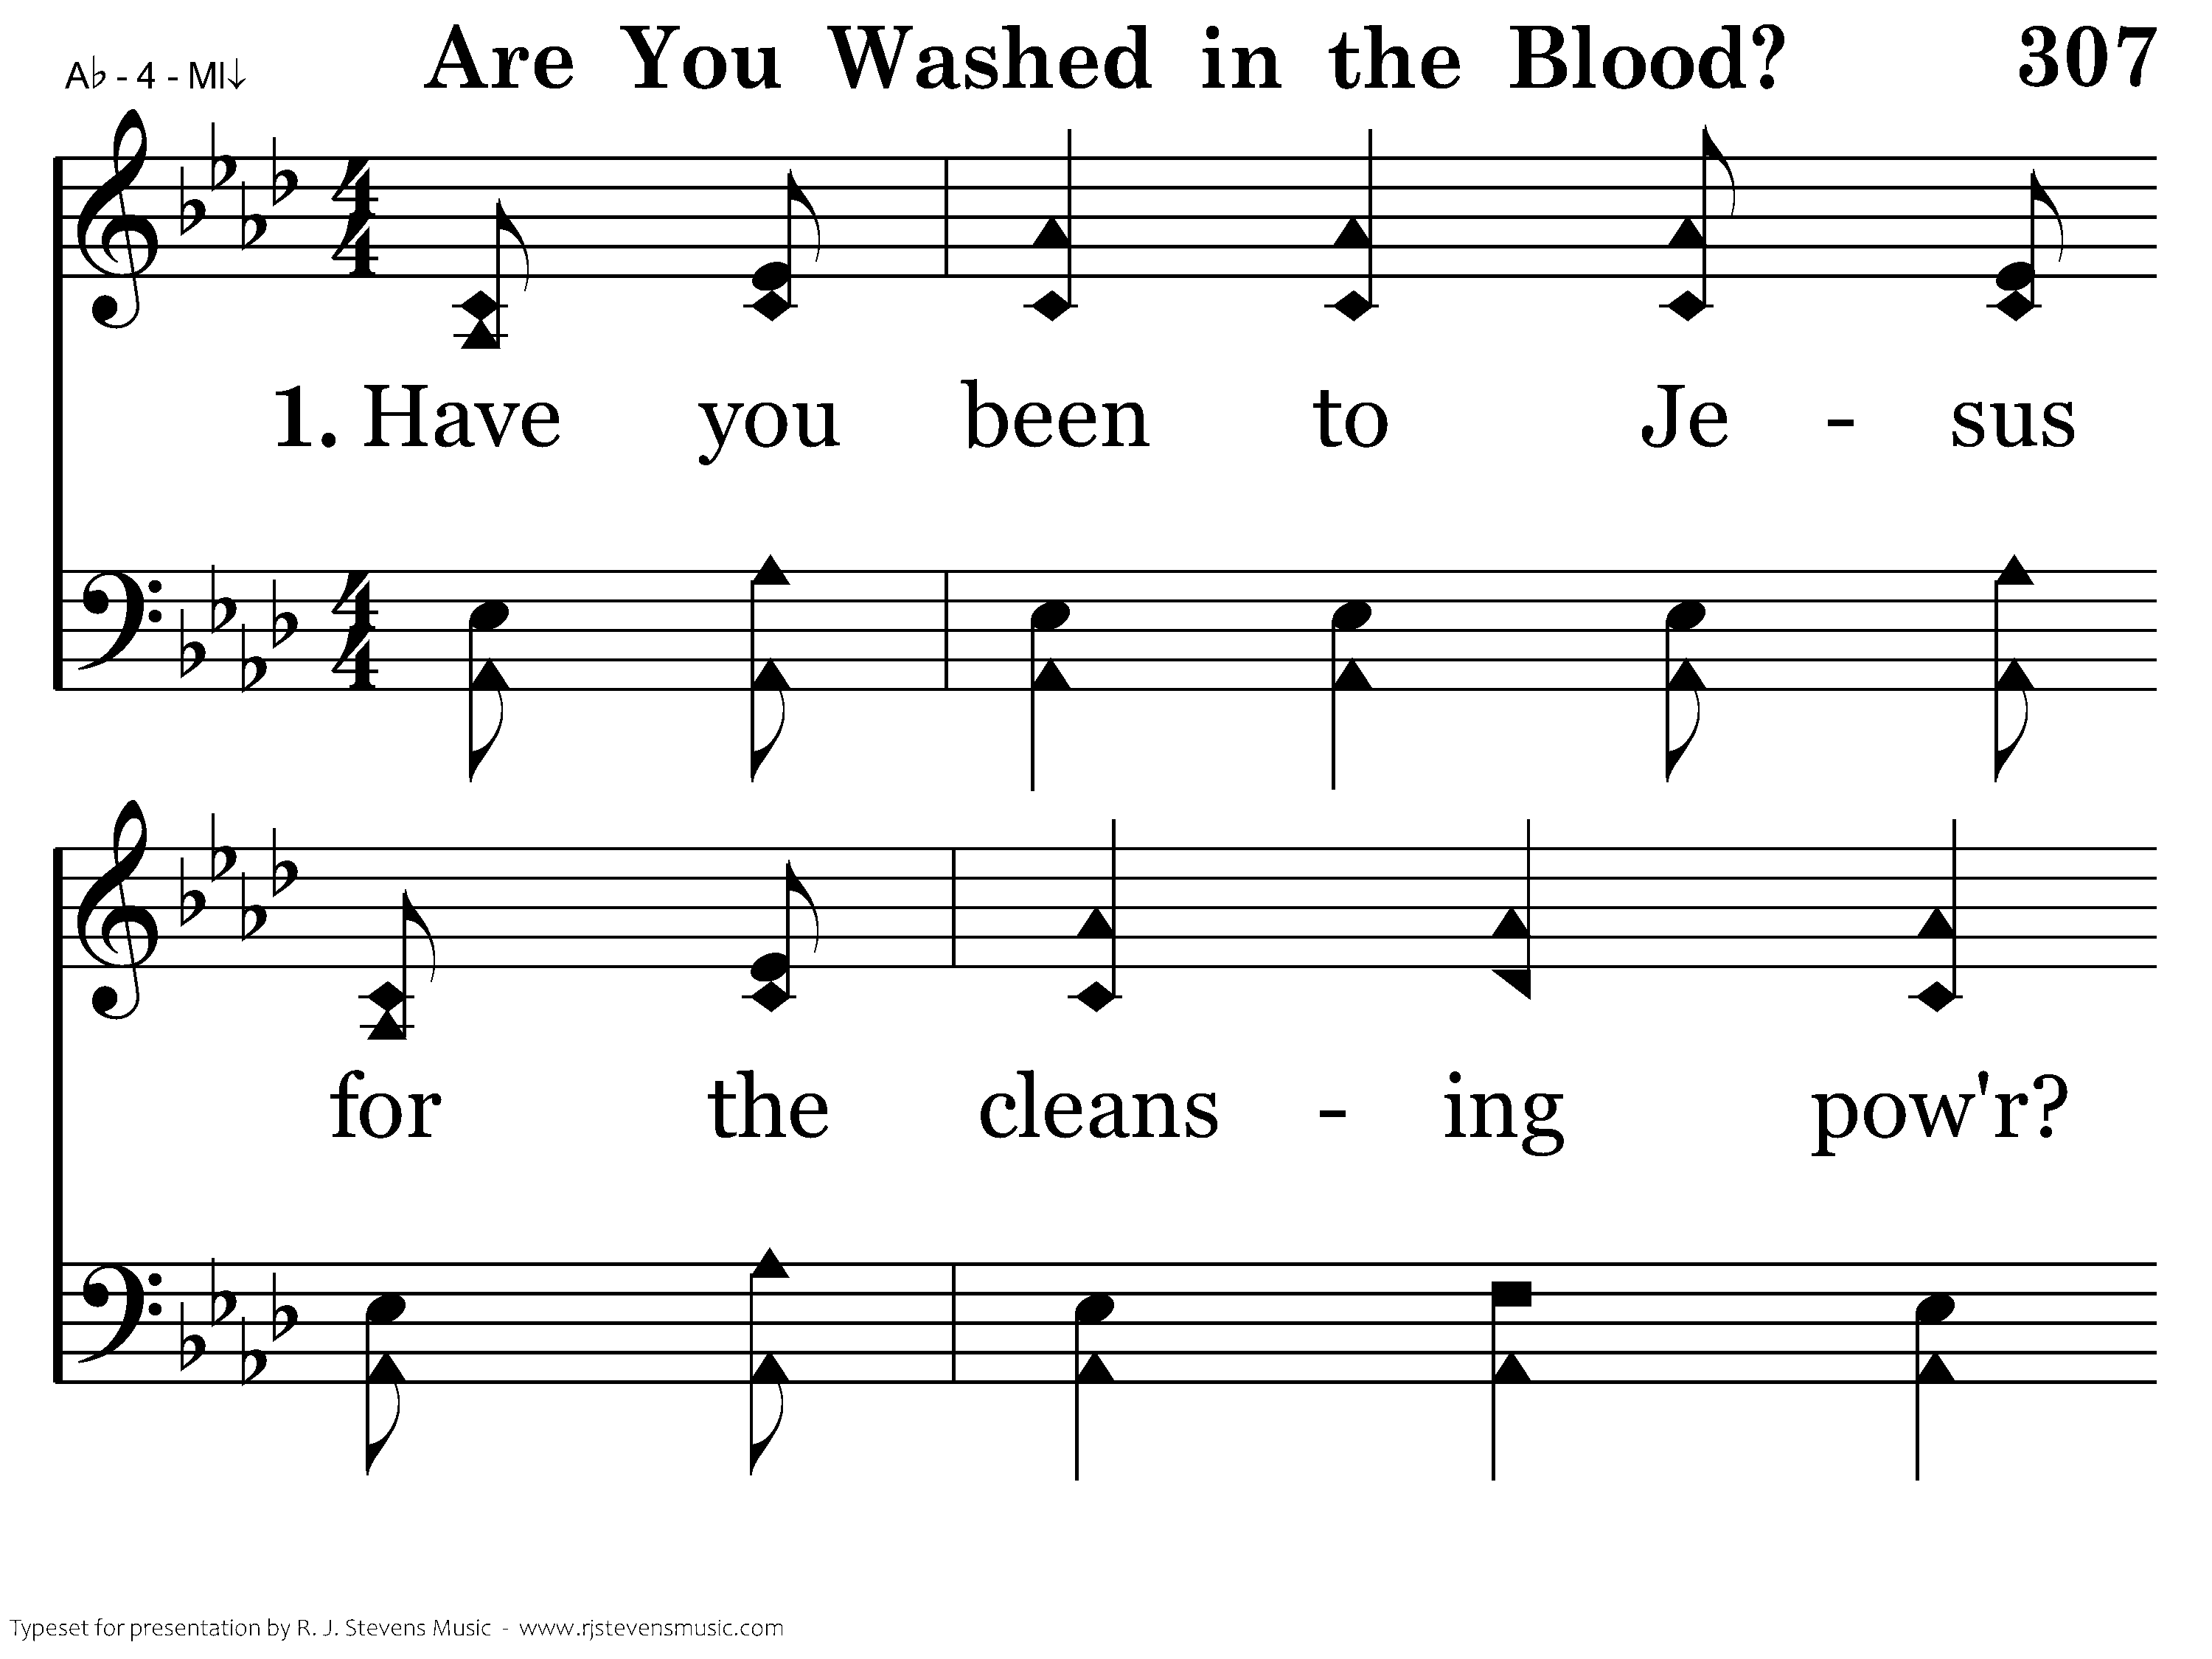 A♭ - 4 - MI↓ Are You Washed in the Blood? 307
1. Have you been to Je - sus
for the cleans - ing pow'r?
Typeset for presentation by R. J. Stevens Music - www.rjstevensmusic.com